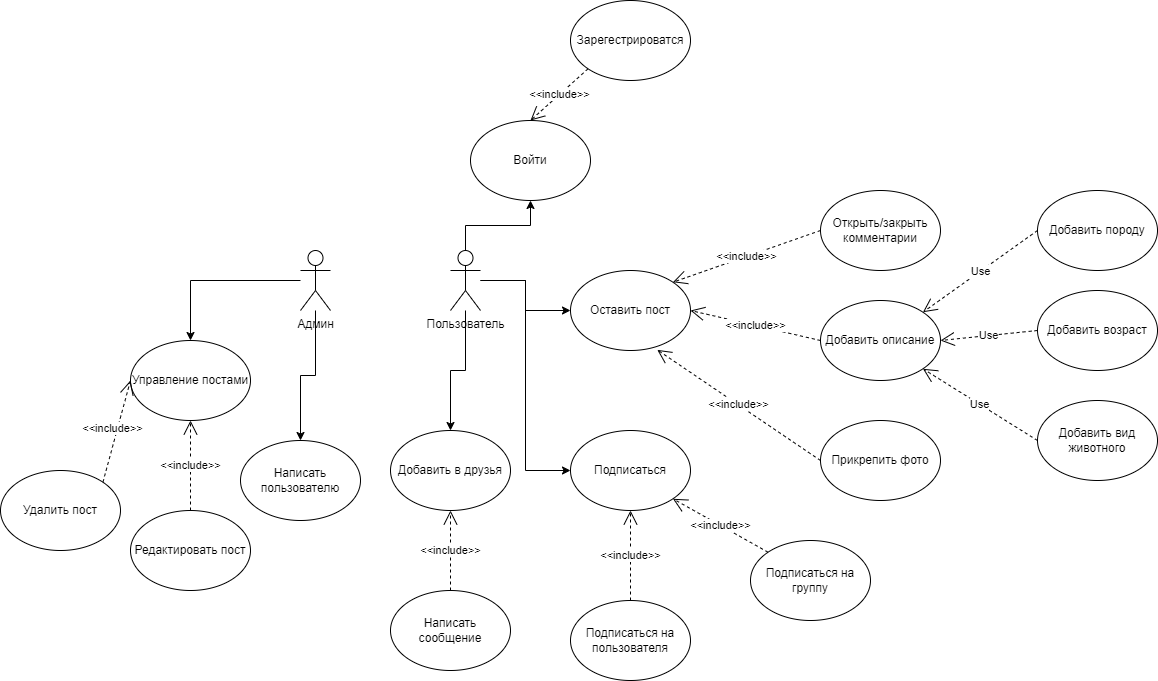 Зарегестрироватся
<<include>>
Войти
Открыть/закрыть
комментарии
Добавить породу
<<include>>
Use
Админ
Пользователь
Оставить пост
<<include>>
Добавить описание
Use
Добавить возраст
Управление постами
<<include>>
<<include>>
Use
Добавить вид
животного
<<include>>
Написать
пользователю
Добавить в друзья
Подписаться
Прикрепить фото
Удалить пост
Редактировать пост
<<include>>
<<include>>
<<include>>
Подписаться на
группу
Написать
сообщение
Подписаться на
пользователя